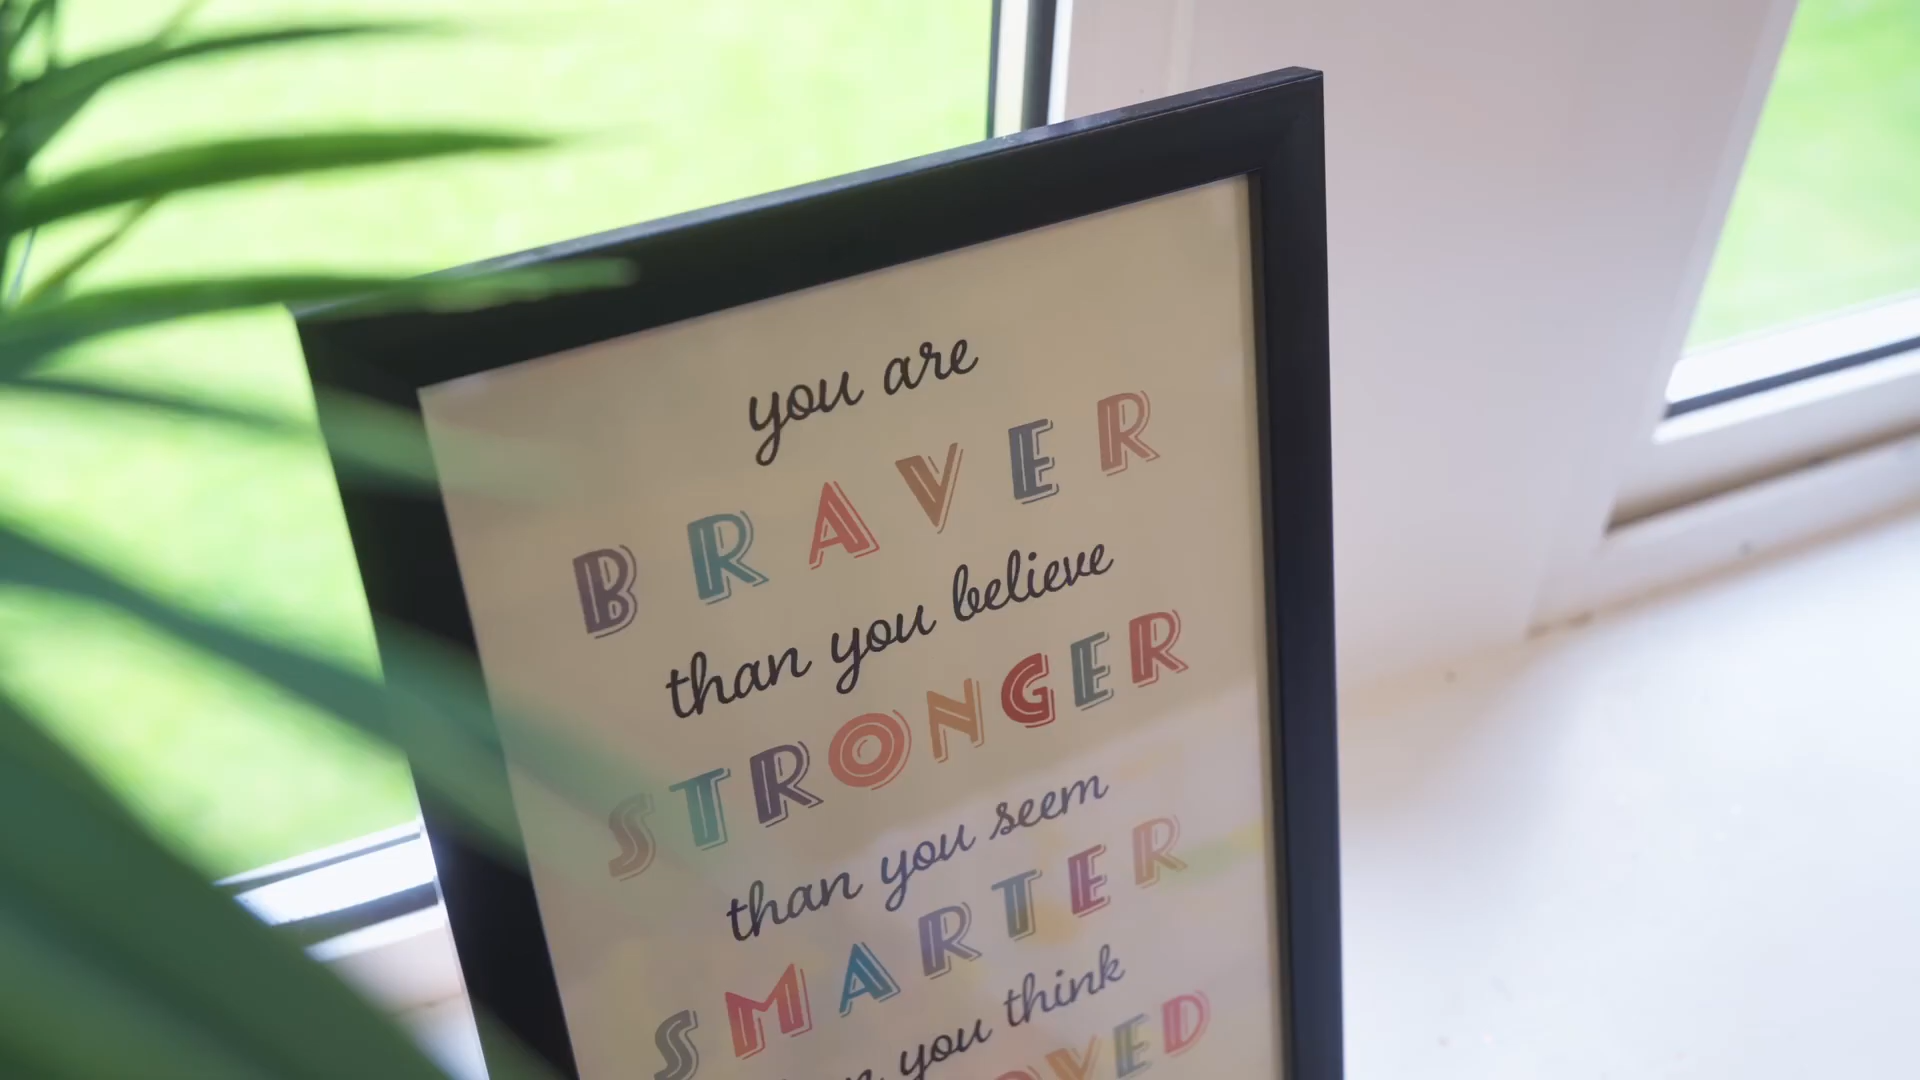 you are
BRAVER
than you believe
STRONGER
than you seem
SMARTER
you think